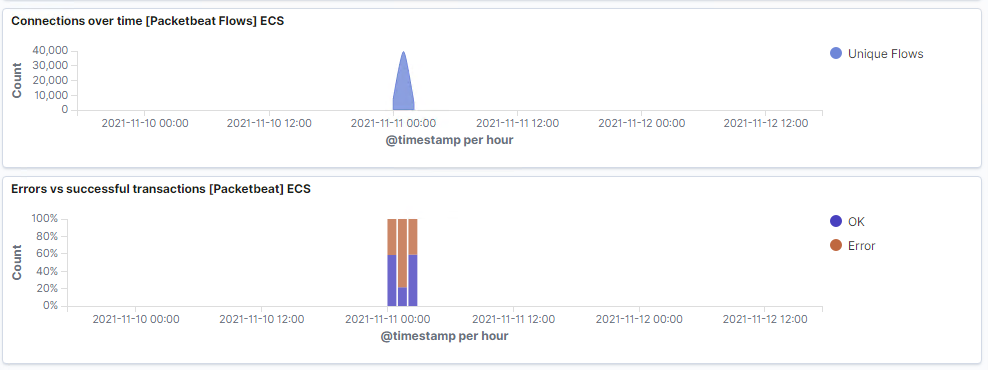 Connections over time [Packetbeat Flows] ECS
40,000
30,000
20,000
10,000
0
Count
2021-11-10 00:00 2021-11-10 12:00 2021-11-11 00:00 2021-11-11 12:00 2021-11-12 00:00 2021-11-12 12:00
@timestamp per hour
Unique Flows
Errors vs successful transactions [Packetbeat] ECS
100%
80%
60%
40%
20%
0%
Count
2021-11-10 00:00 2021-11-10 12:00 2021-11-11 00:00 2021-11-11 12:00 2021-11-12 00:00 2021-11-12 12:00
@timestamp per hour
OK
Error